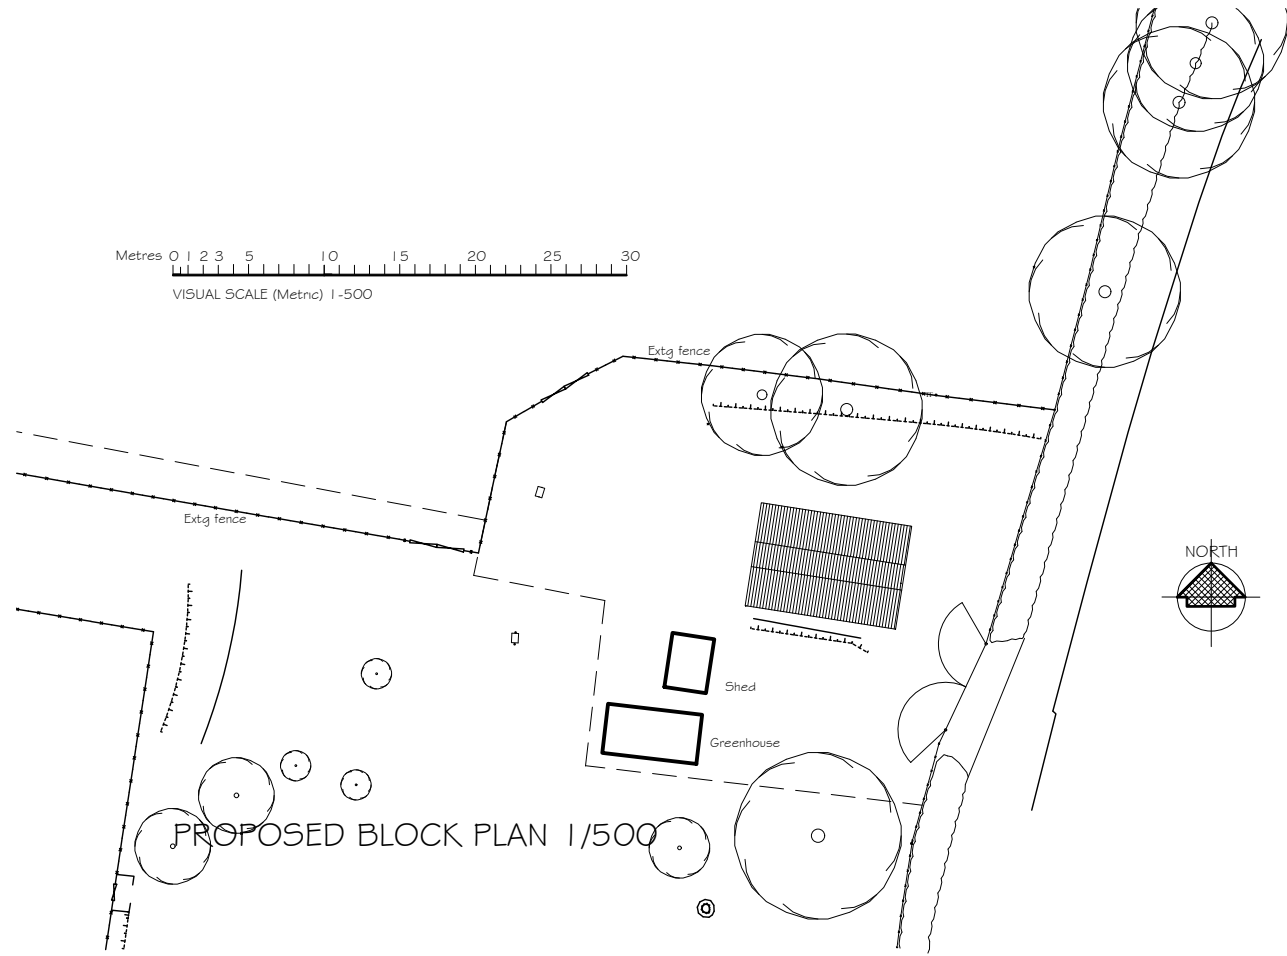 Metres 0 1 2 3 5 10 15 20 25 30
VISUAL SCALE (Metric) 1-500
Extg fence
Extg fence
NORTH
Shed
Greenhouse
PROPOSED BLOCK PLAN 1/500